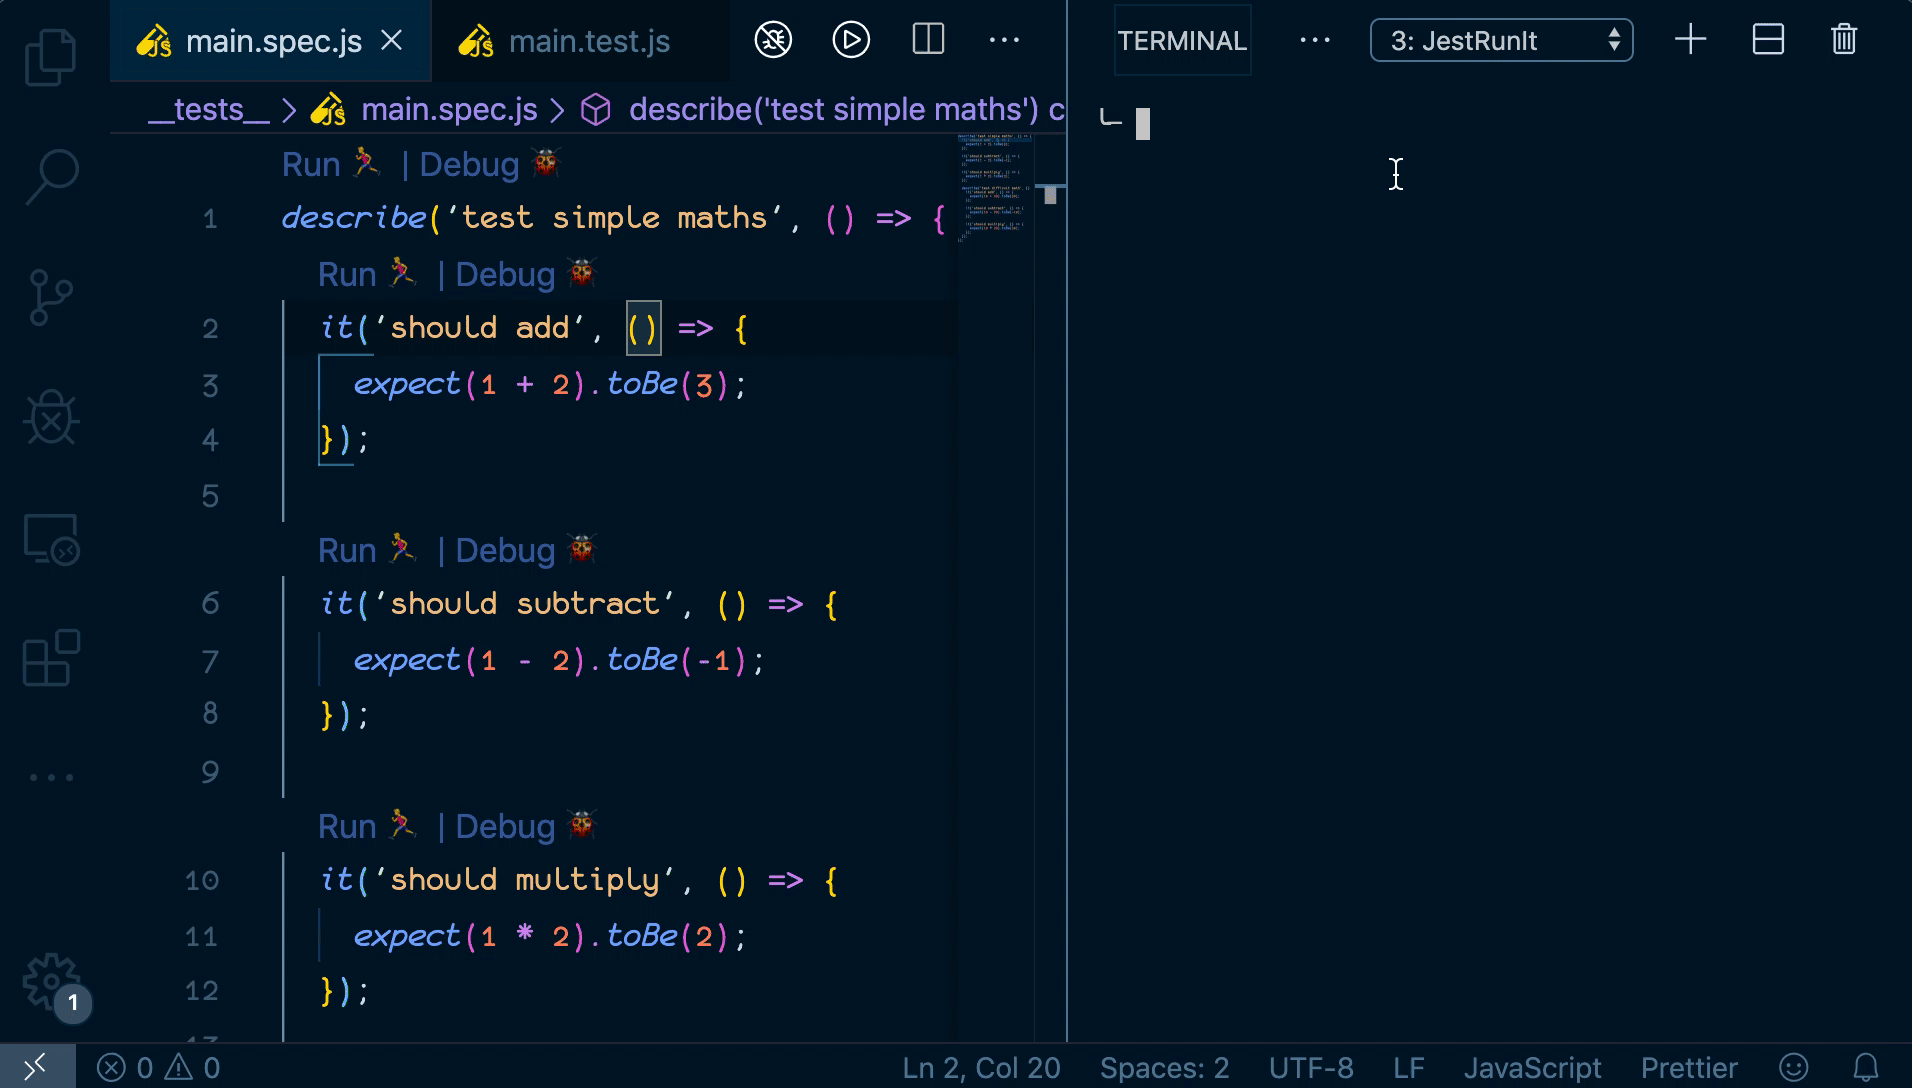 main.spec.js
main.test.js
TERMINAL
3: JestRunIt
__tests__ > main.spec.js > describe('test simple maths') c
Run | Debug
1 describe('test simple maths', () => {
Run | Debug
2 it('should add', () => {
3 expect(1 + 2).toBe(3);
4 });
5
Run | Debug
6 it('should subtract', () => {
7 expect(1 - 2).toBe(-1);
8 });
9
Run | Debug
10 it('should multiply', () => {
11 expect(1 * 2).toBe(2);
12 });
13
1
0 0 Ln 2, Col 20 Spaces: 2 UTF-8 LF JavaScript Prettier